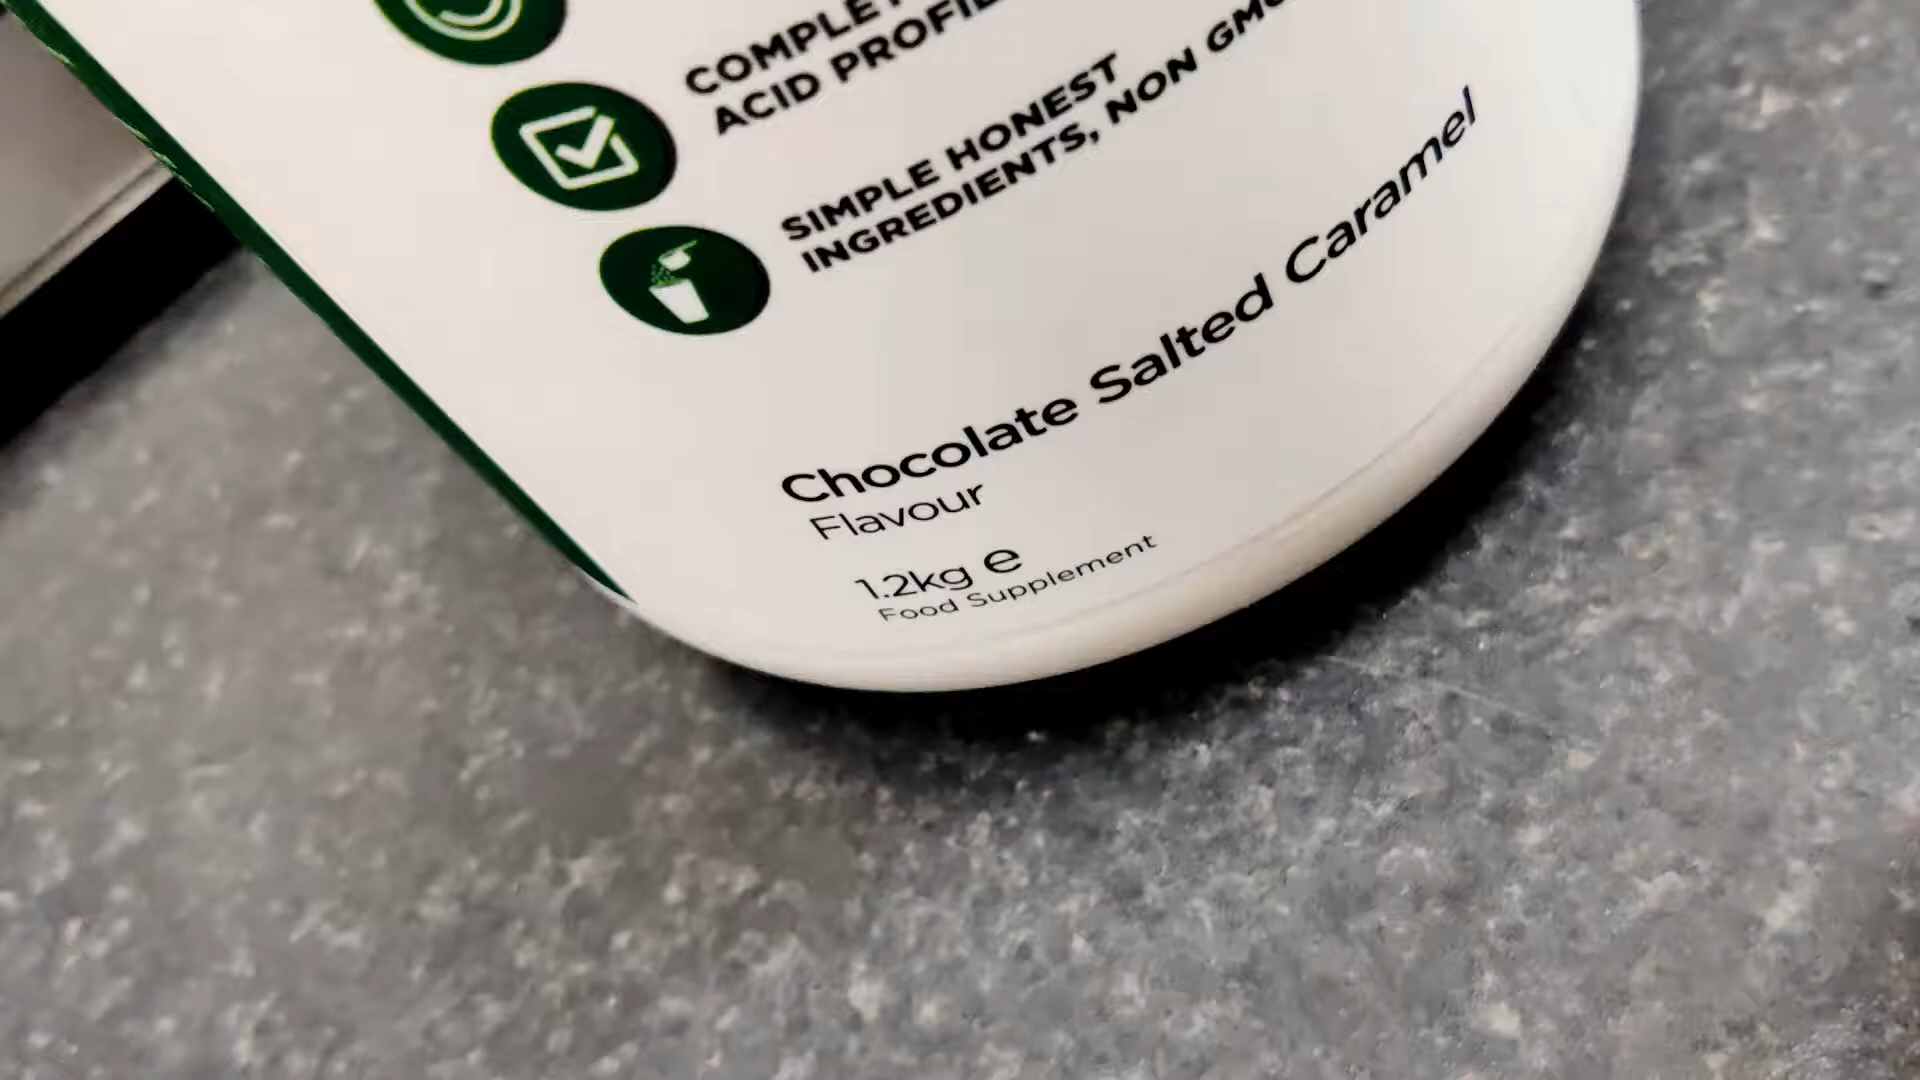 ACID PROFILE
SIMPLE HONEST
INGREDIENTS, NON GMO
Chocolate Salted Caramel
Flavour
1.2kg e
Food Supplement